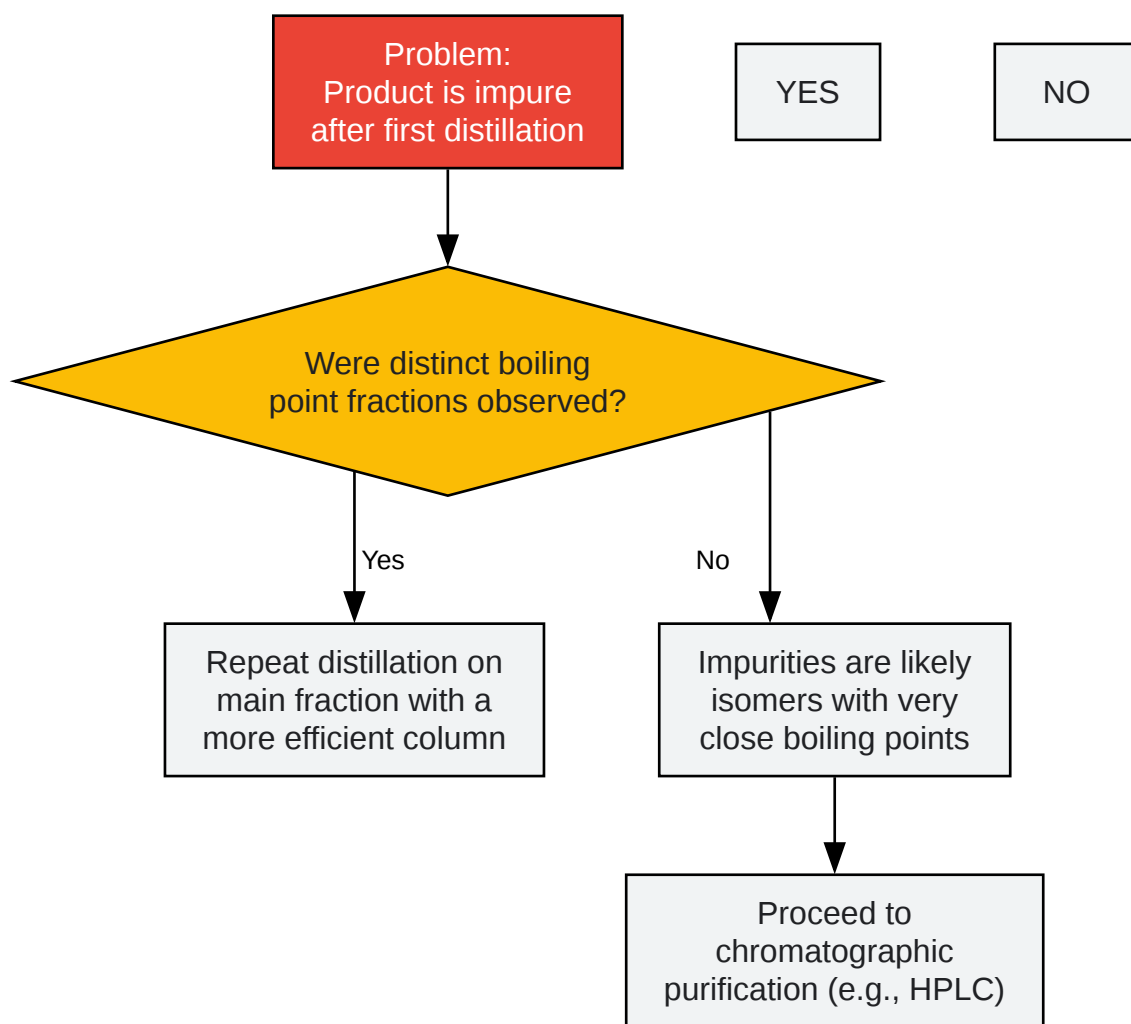 Problem:
Product is impure
after first distillation
YES
NO
Were distinct boiling
point fractions observed?
Yes
No
Repeat distillation on
main fraction with a
more efficient column
Impurities are likely
isomers with very
close boiling points
Proceed to
chromatographic
purification (e.g., HPLC)